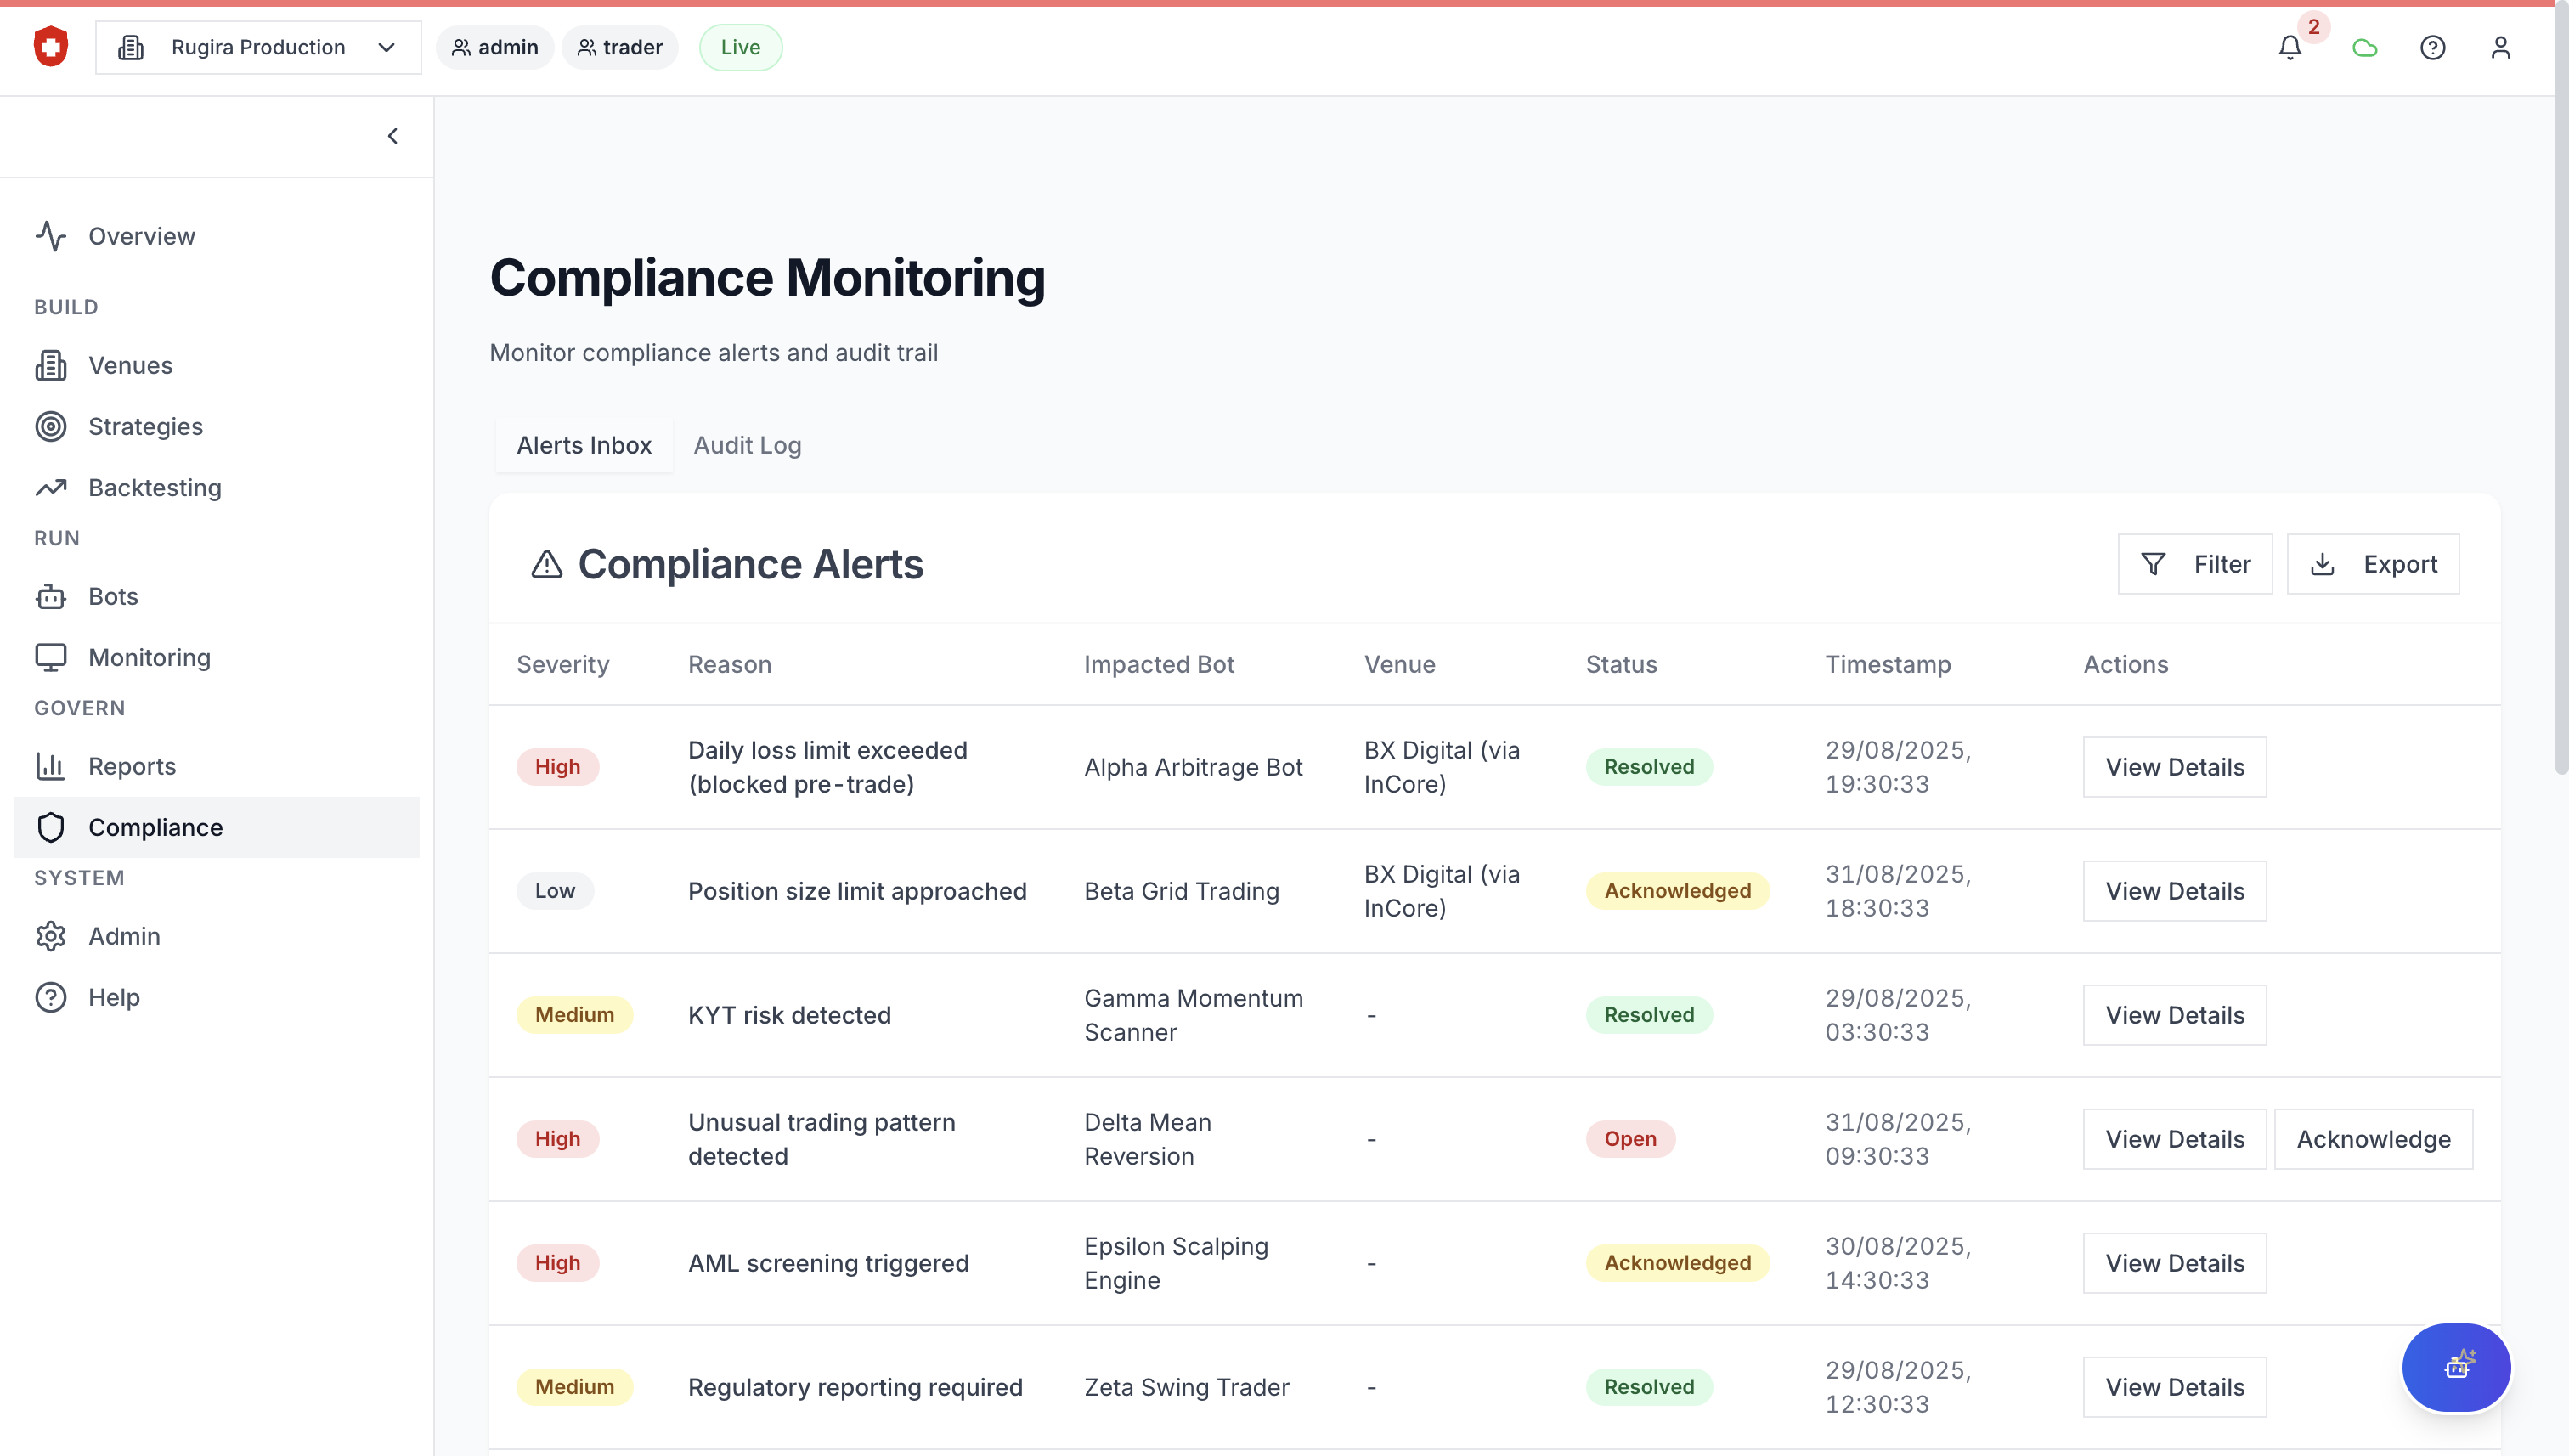 Rugira Production
admin
trader
Live
2
Overview
BUILD
Venues
Strategies
Backtesting
RUN
Bots
Monitoring
GOVERN
Reports
Compliance
SYSTEM
Admin
Help
Compliance Monitoring
Monitor compliance alerts and audit trail
Alerts Inbox
Audit Log
Compliance Alerts
Filter
Export
Severity Reason Impacted Bot Venue Status Timestamp Actions
High
Daily loss limit exceeded
(blocked pre-trade)
Alpha Arbitrage Bot
BX Digital (via
InCore)
Resolved
29/08/2025,
19:30:33
View Details
Low
Position size limit approached
Beta Grid Trading
BX Digital (via
InCore)
Acknowledged
31/08/2025,
18:30:33
View Details
Medium
KYT risk detected
Gamma Momentum
Scanner
-
Resolved
29/08/2025,
03:30:33
View Details
High
Unusual trading pattern
detected
Delta Mean
Reversion
-
Open
31/08/2025,
09:30:33
View Details
Acknowledge
High
AML screening triggered
Epsilon Scalping
Engine
-
Acknowledged
30/08/2025,
14:30:33
View Details
Medium
Regulatory reporting required
Zeta Swing Trader
-
Resolved
29/08/2025,
12:30:33
View Details